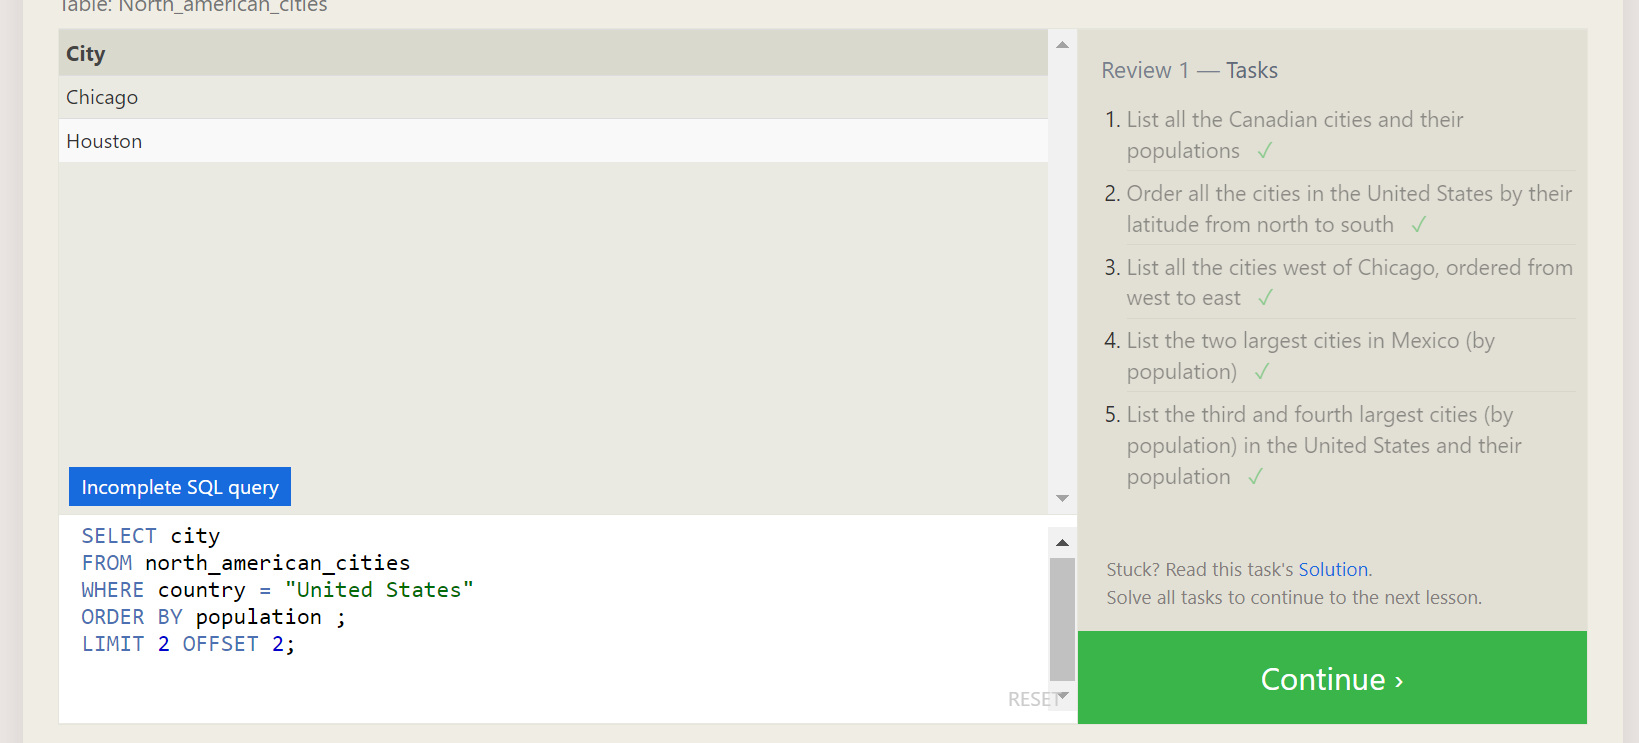 Table: North_american_cities
City
Chicago
Houston
Incomplete SQL query
SELECT city
FROM north_american_cities
WHERE country = "United States"
ORDER BY population ;
LIMIT 2 OFFSET 2;
RESET
Review 1 — Tasks
1. List all the Canadian cities and their
populations ✓
2. Order all the cities in the United States by their
latitude from north to south ✓
3. List all the cities west of Chicago, ordered from
west to east ✓
4. List the two largest cities in Mexico (by
population) ✓
5. List the third and fourth largest cities (by
population) in the United States and their
population ✓
Stuck? Read this task's Solution.
Solve all tasks to continue to the next lesson.
Continue ›